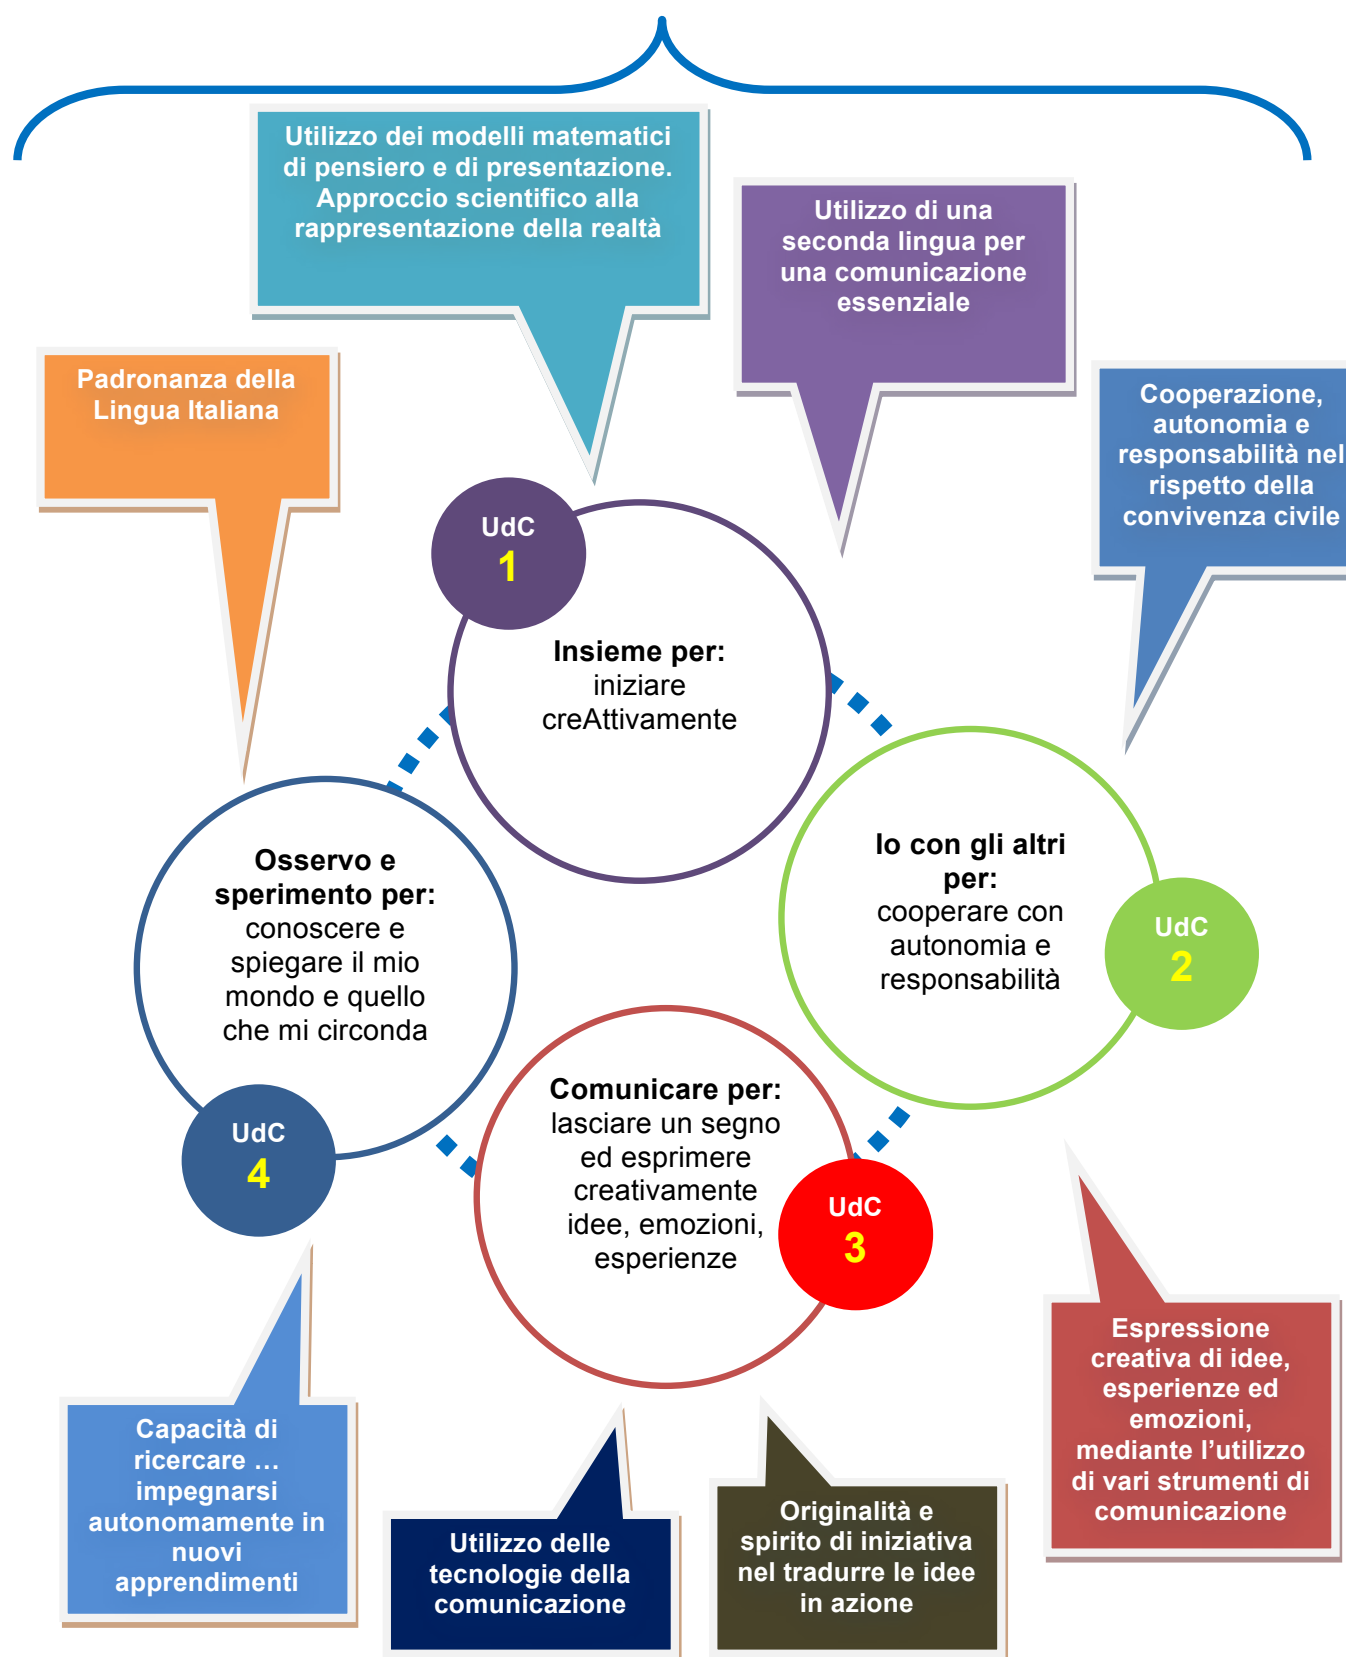 Utilizzo dei modelli matematici
di pensiero e di presentazione.
Approccio scientifico alla
rappresentazione della realtà
Utilizzo di una
seconda lingua per
una comunicazione
essenziale
Padronanza della
Lingua Italiana
Cooperazione,
autonomia e
responsabilità nel
rispetto della
convivenza civile
UdC
1
Insieme per:
iniziare
creAttivamente
Io con gli altri
per:
cooperare con
autonomia e
responsabilità
UdC
2
Osservo e
sperimento per:
conoscere e
spiegare il mio
mondo e quello
che mi circonda
UdC
4
Comunicare per:
lasciare un segno
ed esprimere
creativamente
idee, emozioni,
esperienze
UdC
3
Espressione
creativa di idee,
esperienze ed
emozioni,
mediante l’utilizzo
di vari strumenti di
comunicazione
Capacità di
ricercare …
impegnarsi
autonomamente in
nuovi
apprendimenti
Utilizzo delle
tecnologie della
comunicazione
Originalità e
spirito di iniziativa
nel tradurre le idee
in azione